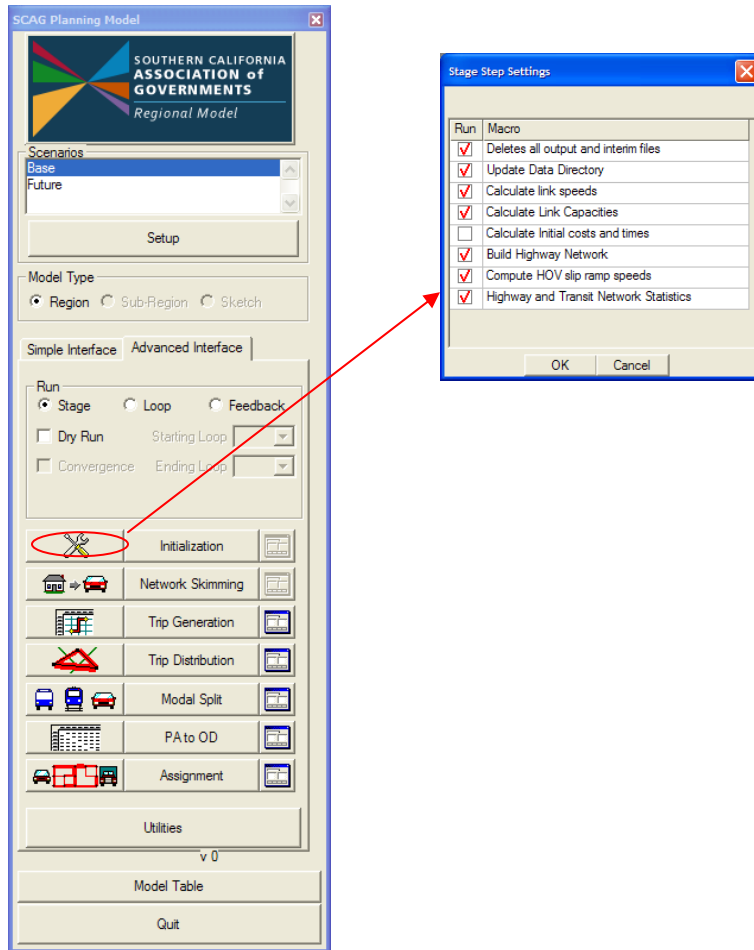 SCAG Planning Model
SOUTHERN CALIFORNIA
ASSOCIATION of
GOVERNMENTS
Regional Model
Scenarios
Base
Future
Setup
Model Type
Region
Sub-Region
Sketch
Simple Interface
Advanced Interface
Run
Stage
Loop
Feedback
Dry Run
Starting Loop
Convergence
Ending Loop
Initialization
Network Skimming
Trip Generation
Trip Distribution
Modal Split
PA to OD
Assignment
Utilities
v 0
Model Table
Quit
Stage Step Settings
Run Macro
Deletes all output and interim files
Update Data Directory
Calculate link speeds
Calculate Link Capacities
Calculate Initial costs and times
Build Highway Network
Compute HOV slip ramp speeds
Highway and Transit Network Statistics
OK
Cancel